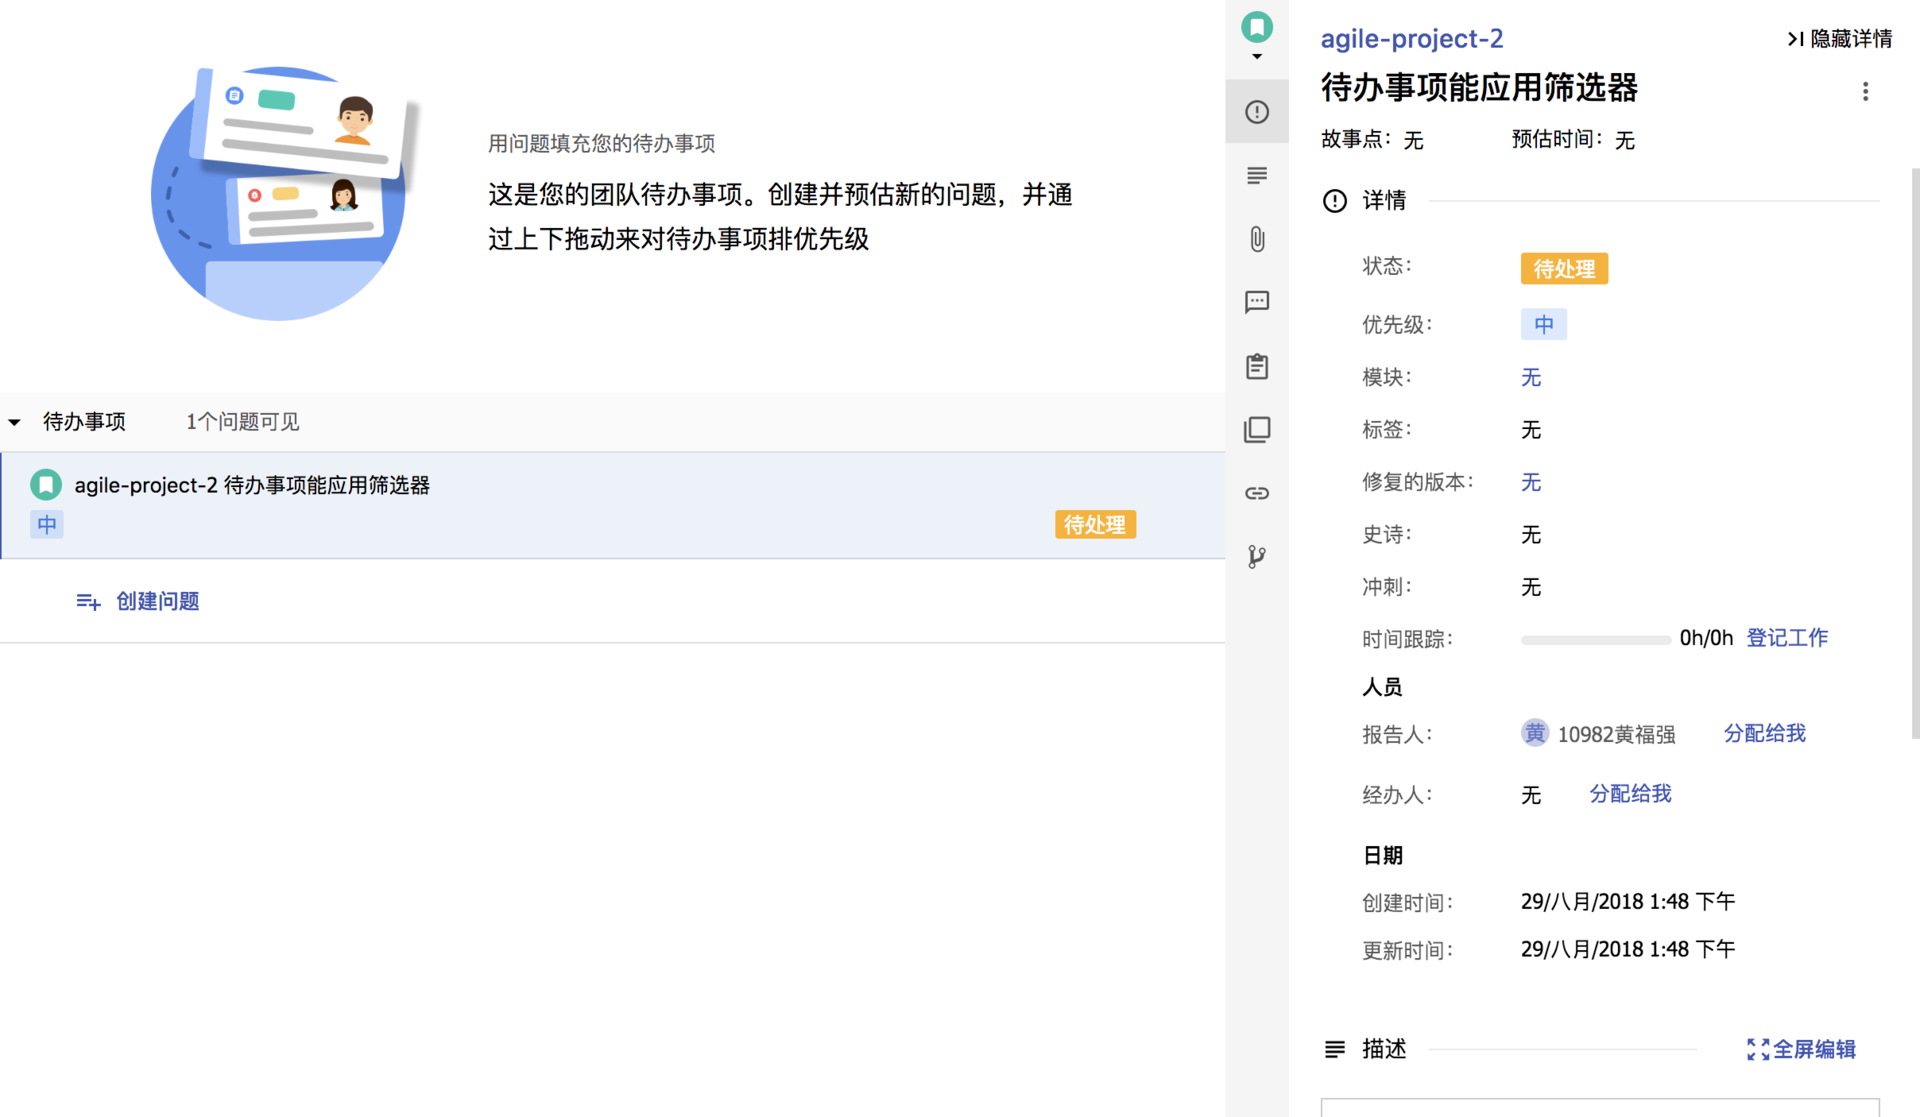 用问题填充您的待办事项
这是您的团队待办事项。创建并预估新的问题，并通
过上下拖动来对待办事项排优先级
待办事项 1个问题可见
agile-project-2 待办事项能应用筛选器
中 待处理
创建问题
agile-project-2 隐藏详情
待办事项能应用筛选器
故事点：无 预估时间：无
详情
状态： 待处理
优先级： 中
模块： 无
标签： 无
修复的版本： 无
史诗： 无
冲刺： 无
时间跟踪： 0h/0h 登记工作
人员
报告人： 黄 10982黄福强 分配给我
经办人： 无 分配给我
日期
创建时间： 29/八月/2018 1:48 下午
更新时间： 29/八月/2018 1:48 下午
描述 全屏编辑